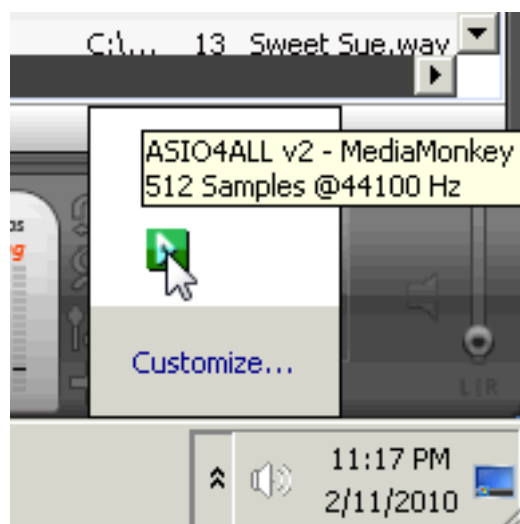 C:\... 13 Sweet Sue.wav
ASIO4ALL v2 - MediaMonkey
512 Samples @44100 Hz
Customize...
L | R
11:17 PM
2/11/2010